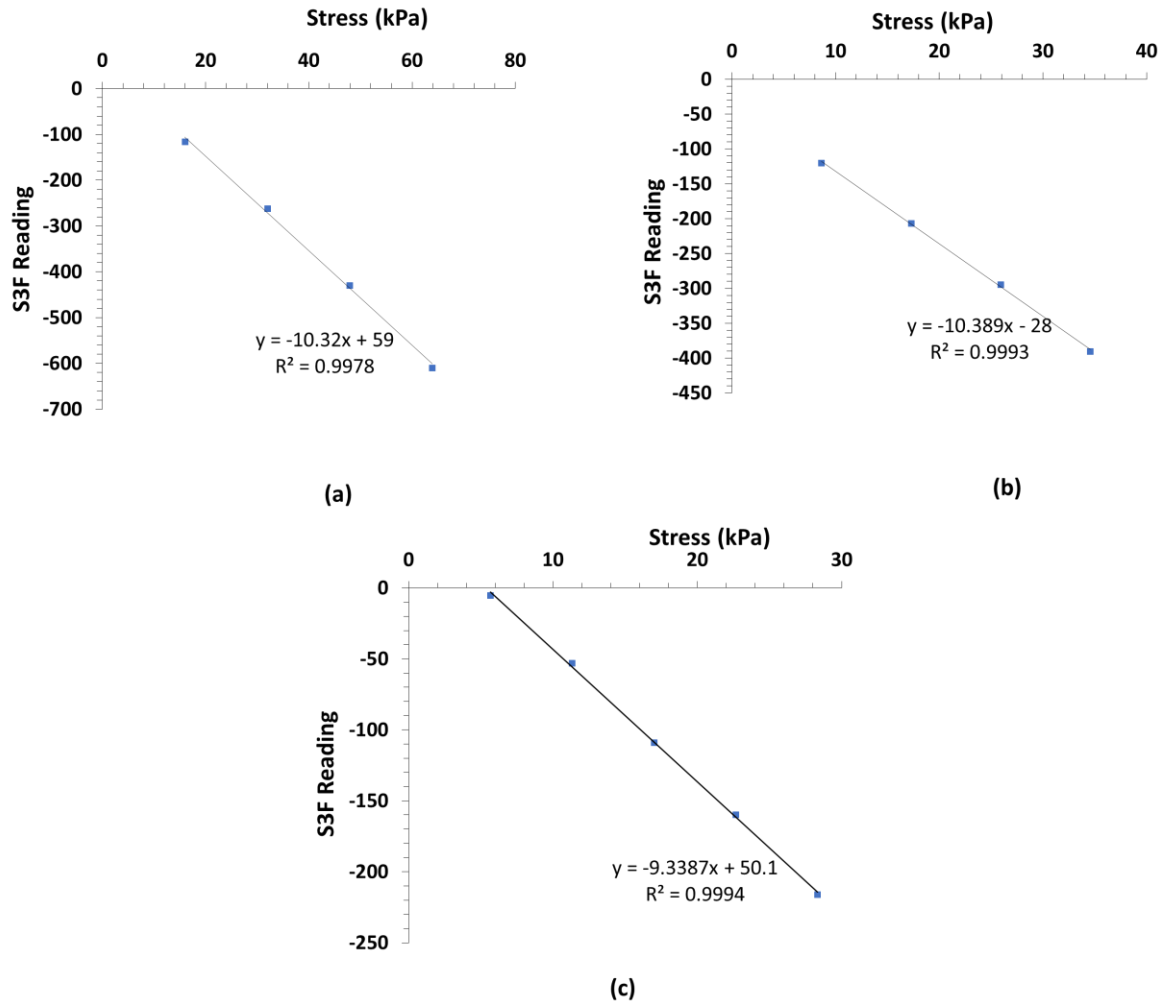 Stress (kPa)
0 20 40 60 80
0
-100
-200
-300
-400
-500
-600
-700
S3F Reading
y = -10.32x + 59
R² = 0.9978
(a)
Stress (kPa)
0 10 20 30 40
0
-50
-100
-150
-200
-250
-300
-350
-400
-450
S3F Reading
y = -10.389x - 28
R² = 0.9993
(b)
Stress (kPa)
0 10 20 30
0
-50
-100
-150
-200
-250
S3F Reading
y = -9.3387x + 50.1
R² = 0.9994
(c)